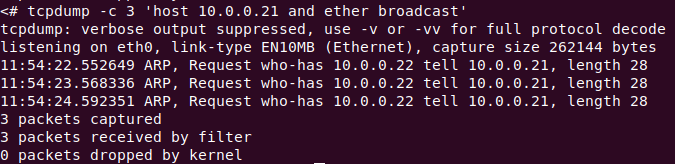 <# tcpdump -c 3 'host 10.0.0.21 and ether broadcast'
tcpdump: verbose output suppressed, use -v or -vv for full protocol decode
listening on eth0, link-type EN10MB (Ethernet), capture size 262144 bytes
11:54:22.552649 ARP, Request who-has 10.0.0.22 tell 10.0.0.21, length 28
11:54:23.568336 ARP, Request who-has 10.0.0.22 tell 10.0.0.21, length 28
11:54:24.592351 ARP, Request who-has 10.0.0.22 tell 10.0.0.21, length 28
3 packets captured
3 packets received by filter
0 packets dropped by kernel